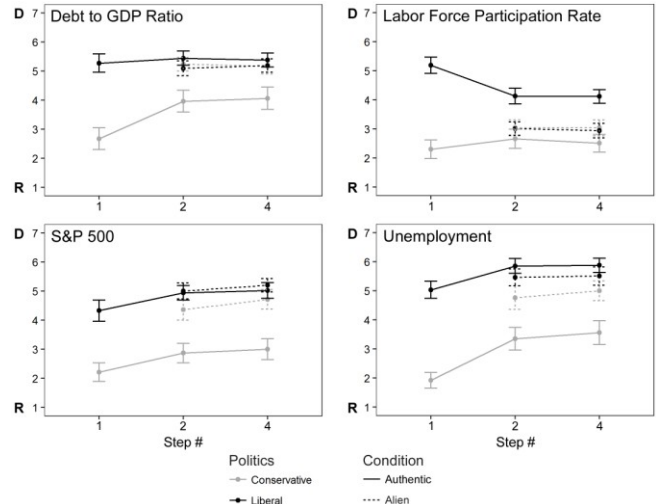 Debt to GDP Ratio
D 7
6
5
4
3
2
R 1
1 2 4
Labor Force Participation Rate
D 7
6
5
4
3
2
R 1
1 2 4
S&P 500
D 7
6
5
4
3
2
R 1
1 2 4
Step #
Unemployment
D 7
6
5
4
3
2
R 1
1 2 4
Step #
Politics Condition
Conservative Authentic
Liberal Alien